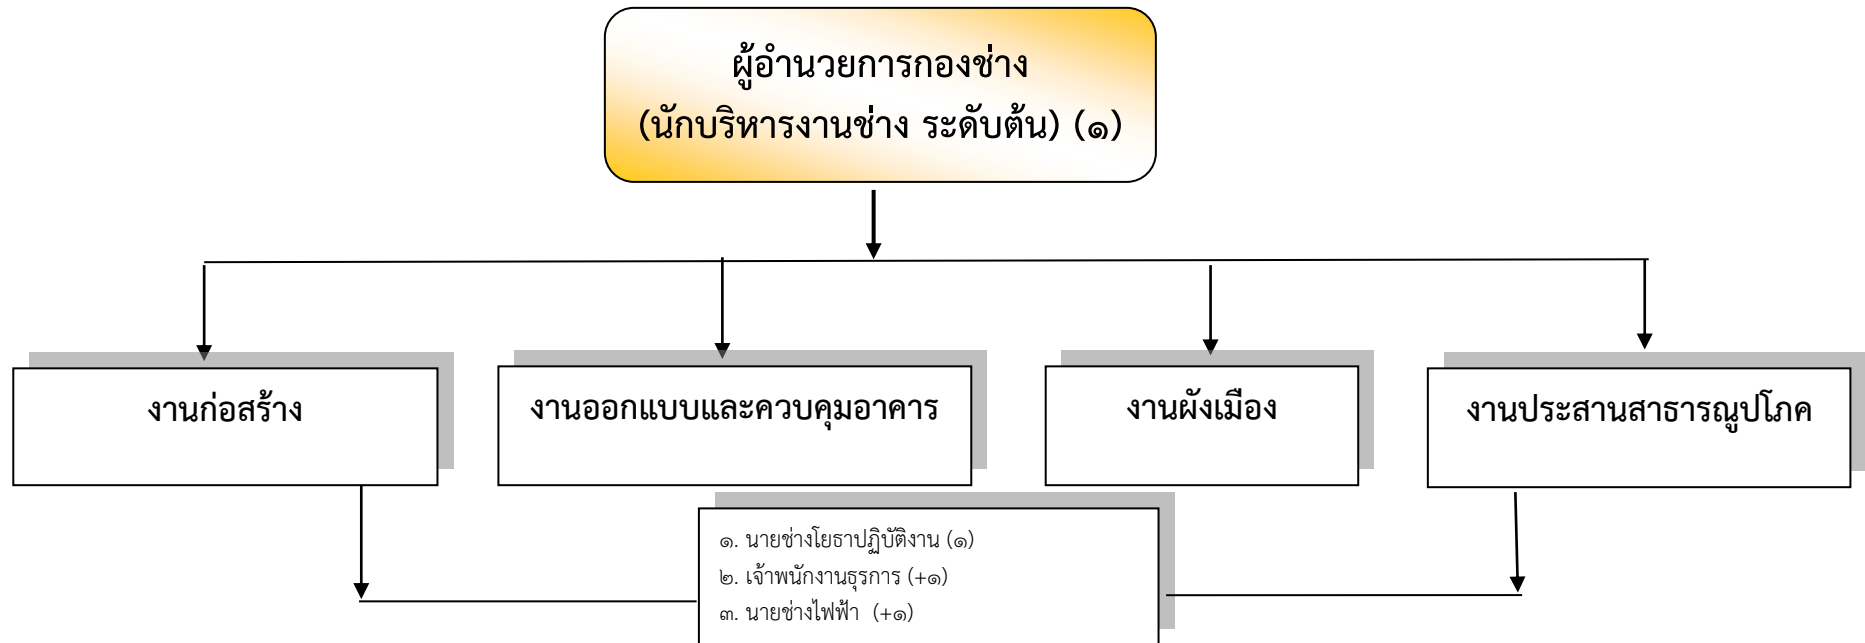 ผู้อำนวยการกองช่าง
(นักบริหารงานช่าง ระดับต้น) (๑)
งานก่อสร้าง
งานออกแบบและควบคุมอาคาร
งานผังเมือง
งานประสานสาธารณูปโภค
๑. นายช่างโยธาปฏิบัติงาน (๑)
๒. เจ้าพนักงานธุรการ (+๑)
๓. นายช่างไฟฟ้า (+๑)